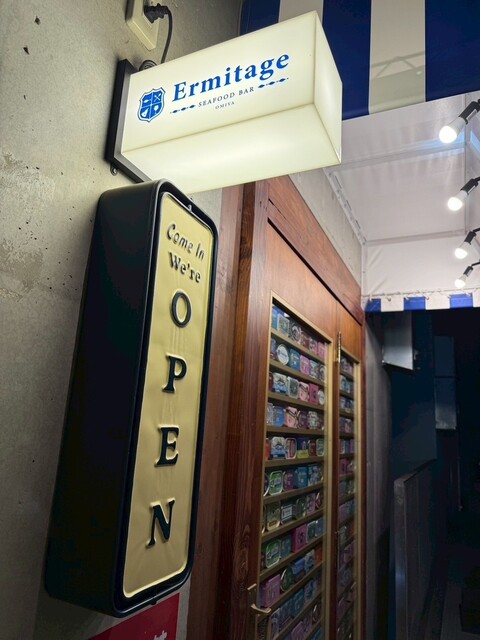 Ermitage
SEAFOOD BAR
OMIYA
Come In
We're
OPEN